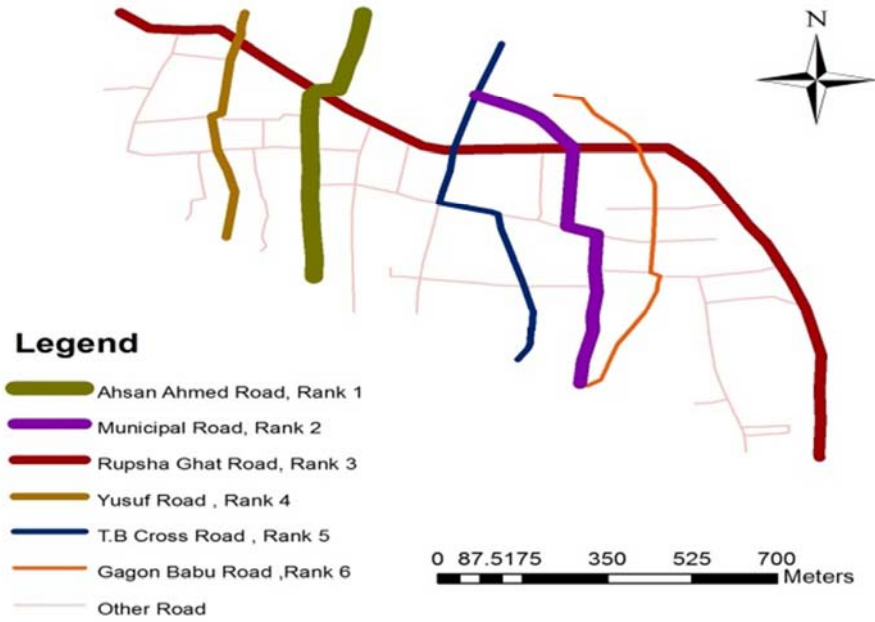 N
Legend
Ahsan Ahmed Road, Rank 1
Municipal Road, Rank 2
Rupsha Ghat Road, Rank 3
Yusuf Road , Rank 4
T.B Cross Road , Rank 5
Gagon Babu Road ,Rank 6
Other Road
0 87.5175 350 525 700
Meters